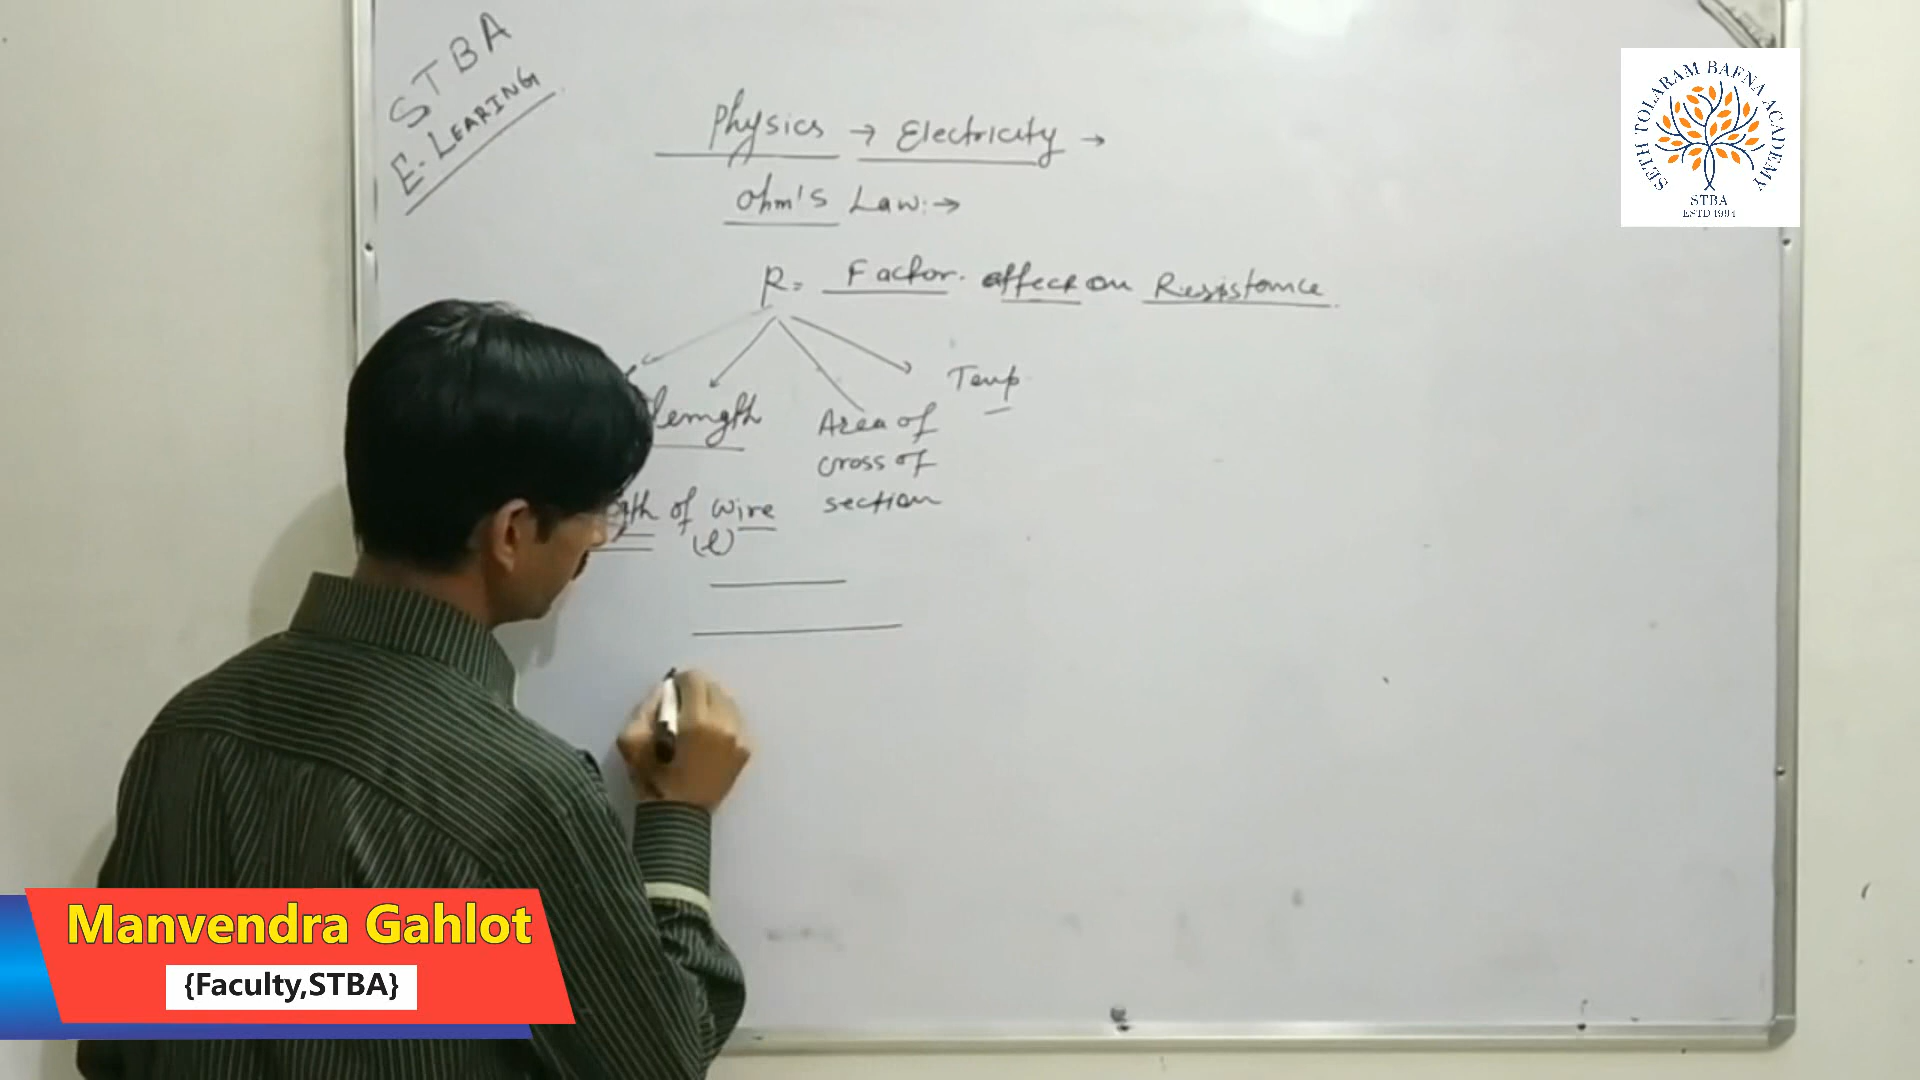 STBA
E-LEARING
Physics → Electricity →
Ohm's Law:→
R= Factor. affect on Resistance
Temp
length
Area of
cross of
section
of wire
(l)
SETH TOLARAM BAFNA ACADEMY
STBA
ESTD 1994
Manvendra Gahlot
{Faculty,STBA}